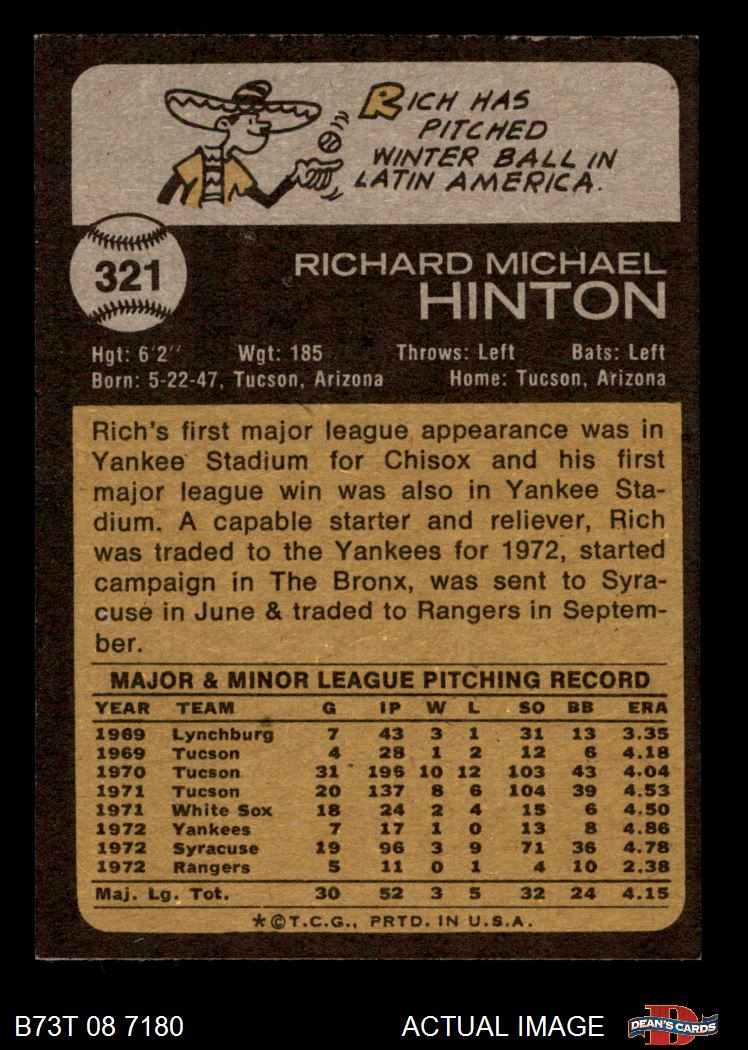 RICH HAS
PITCHED
WINTER BALL IN
LATIN AMERICA.
321
RICHARD MICHAEL
HINTON
Hgt: 6'2" Wgt: 185 Throws: Left Bats: Left
Born: 5-22-47, Tucson, Arizona Home: Tucson, Arizona
Rich's first major league appearance was in
Yankee Stadium for Chisox and his first
major league win was also in Yankee Sta-
dium. A capable starter and reliever, Rich
was traded to the Yankees for 1972, started
campaign in The Bronx, was sent to Syra-
cuse in June & traded to Rangers in Septem-
ber.
MAJOR & MINOR LEAGUE PITCHING RECORD
YEAR TEAM G IP W L SO BB ERA
1969 Lynchburg 7 43 3 1 31 13 3.35
1969 Tucson 4 28 1 2 12 6 4.18
1970 Tucson 31 196 10 12 103 43 4.04
1971 Tucson 20 137 8 6 104 39 4.53
1971 White Sox 18 24 2 4 15 6 4.50
1972 Yankees 7 17 1 0 13 8 4.86
1972 Syracuse 19 96 3 9 71 36 4.78
1972 Rangers 5 11 0 1 4 10 2.38
Maj. Lg. Tot. 30 52 3 5 32 24 4.15
*©T.C.G., PRTD. IN U.S.A.
B73T 08 7180 ACTUAL IMAGE DEAN'S CARDS